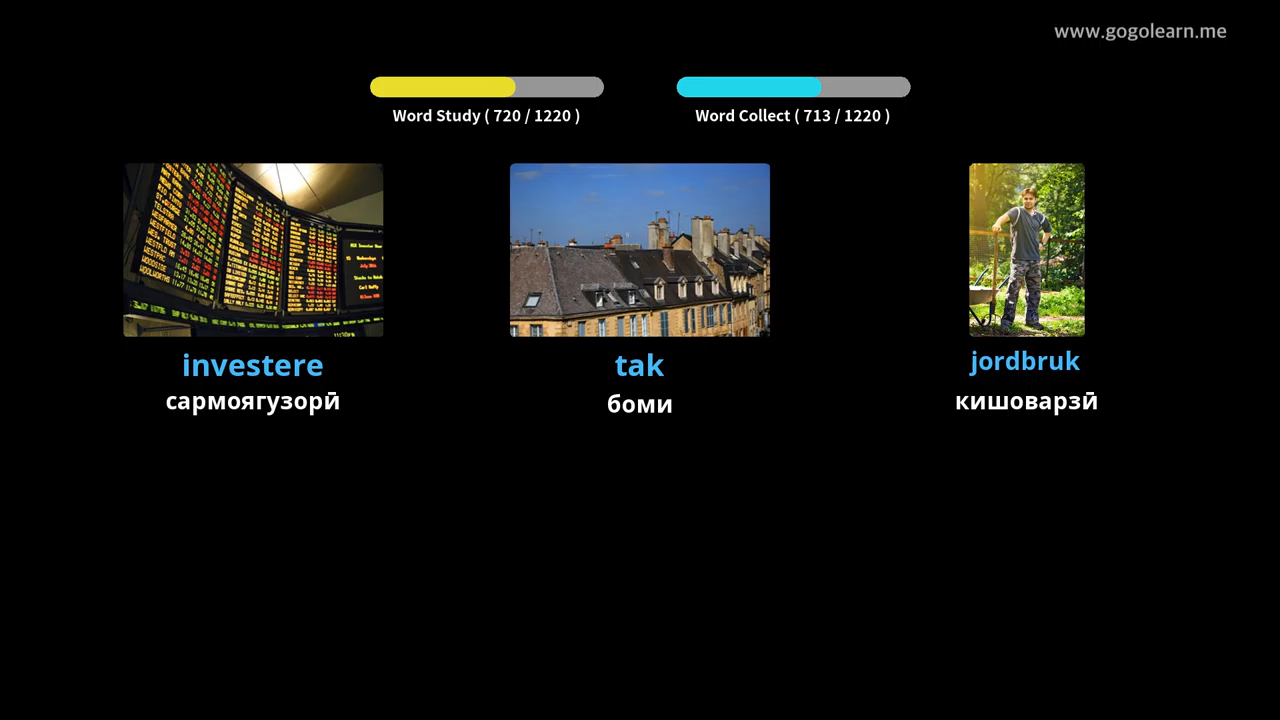 www.gogolearn.me
Word Study ( 720 / 1220 )
Word Collect ( 713 / 1220 )
investere
tak
jordbruk
сармоягузорӣ
боми
кишоварзӣ